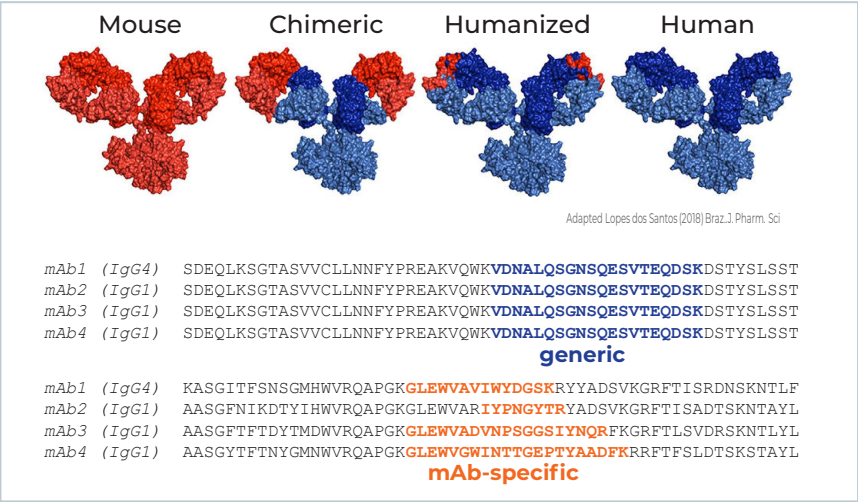 Mouse Chimeric Humanized Human
Adapted Lopes dos Santos (2018) Braz.J. Pharm. Sci
mAb1 (IgG4) SDEQLKSGTASVVCLLNNFYPREAKVQWKVDNALQSGNSQESVTEQDSKDSTYSLSST
mAb2 (IgG1) SDEQLKSGTASVVCLLNNFYPREAKVQWKVDNALQSGNSQESVTEQDSKDSTYSLSST
mAb3 (IgG1) SDEQLKSGTASVVCLLNNFYPREAKVQWKVDNALQSGNSQESVTEQDSKDSTYSLSST
mAb4 (IgG1) SDEQLKSGTASVVCLLNNFYPREAKVQWKVDNALQSGNSQESVTEQDSKDSTYSLSST
generic
mAb1 (IgG4) KASGITFSNSGMHWVRQAPGKGLEWVAVIWYDGSKRYYADSVKGRFTISRDNSKNTLF
mAb2 (IgG1) AASGFNIKDTYIHWVRQAPGKGLEWVARIYPNGYTRYADSVKGRFTISADTSKNTAYL
mAb3 (IgG1) AASGFTFTDYTMDWVRQAPGKGLEWVADVNPSGGSIYNQRFKGRFTLSVDRSKNTLYL
mAb4 (IgG1) AASGYTFTNYGMNWVRQAPGKGLEWVGWINTTGEPTYAADFKRRFTFSLDTSKSTAYL
mAb-specific